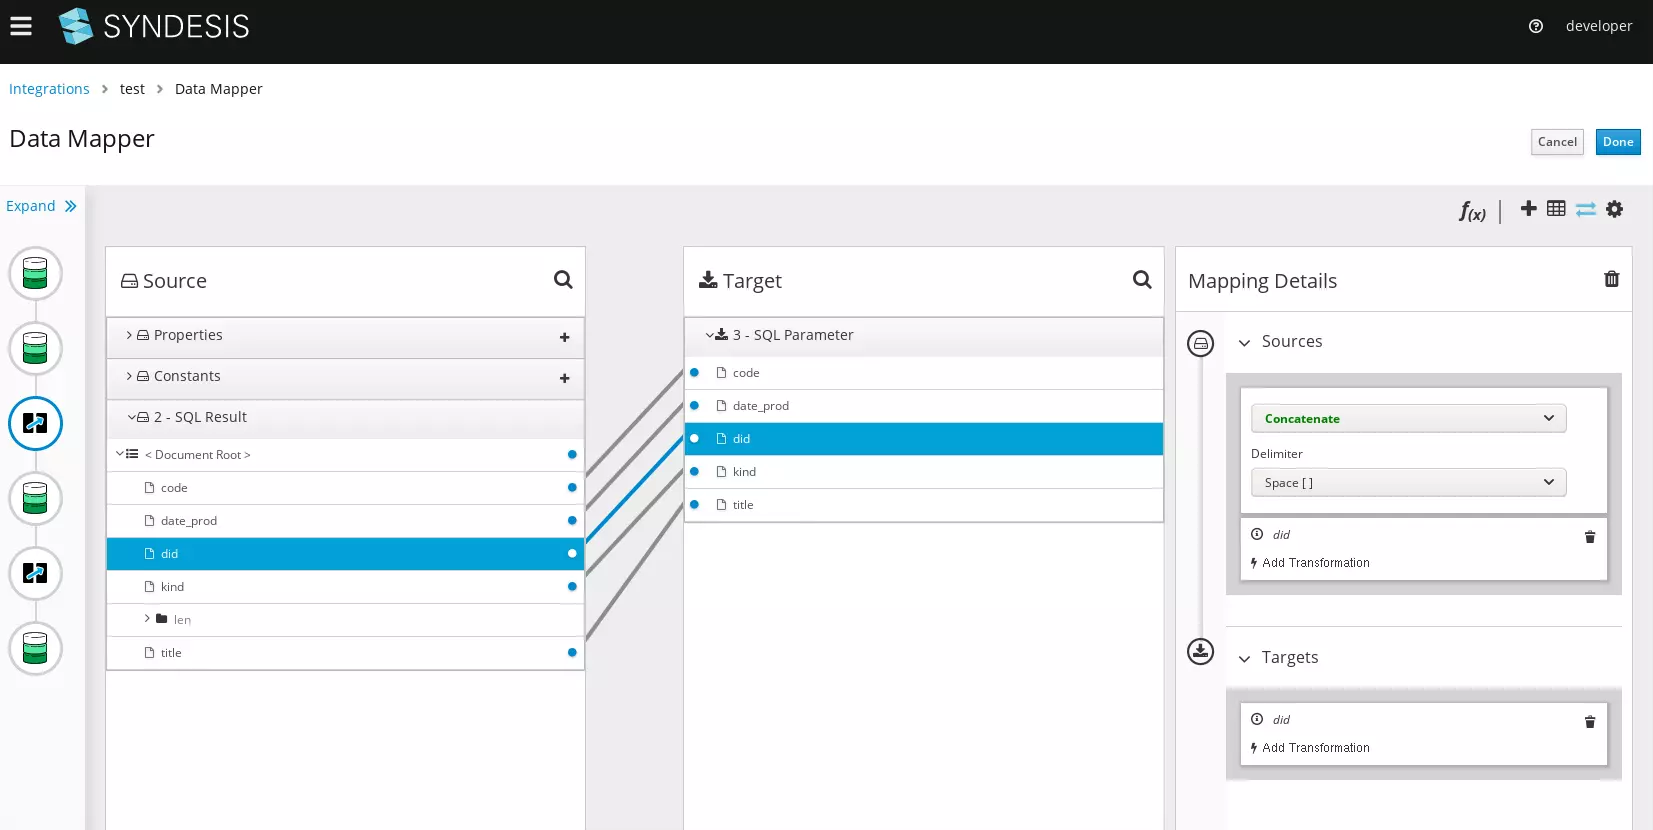 SYNDESIS
developer
Integrations > test > Data Mapper
Data Mapper
Cancel
Done
Expand
f(x)
Source
Properties
Constants
2 - SQL Result
< Document Root >
code
date_prod
did
kind
len
title
Target
3 - SQL Parameter
code
date_prod
did
kind
title
Mapping Details
Sources
Concatenate
Delimiter
Space [ ]
did
Add Transformation
Targets
did
Add Transformation